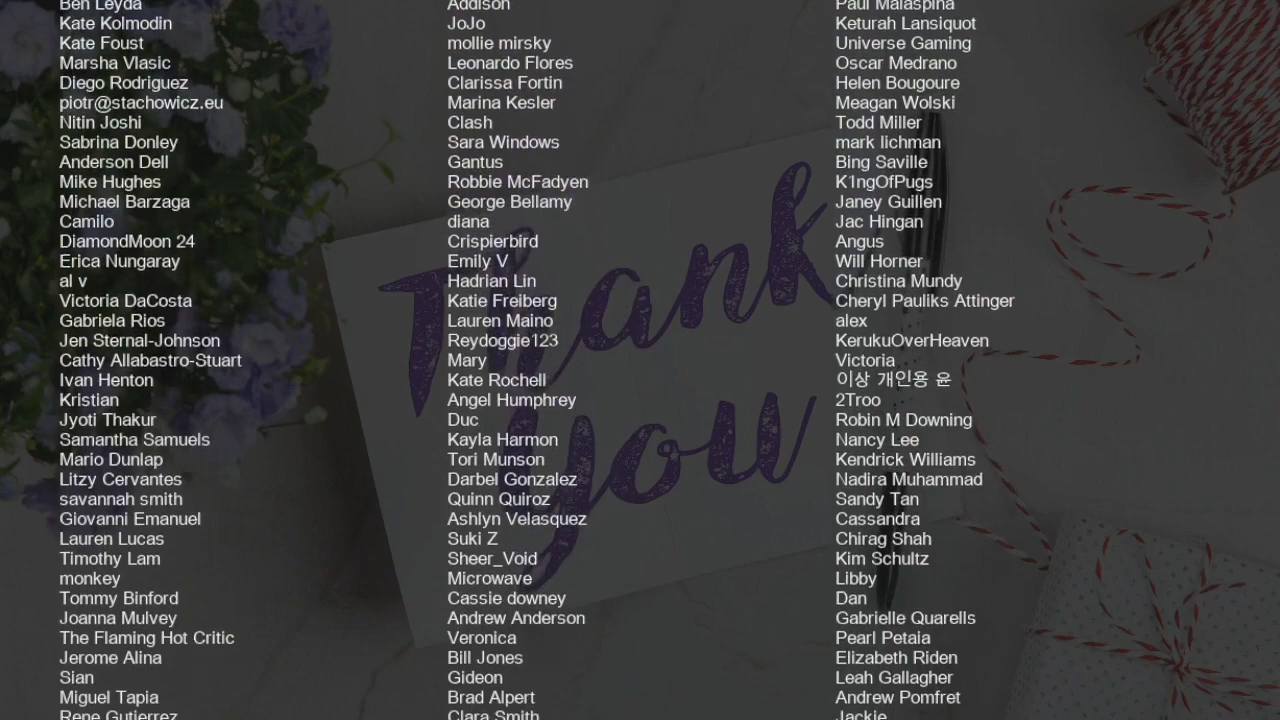 Ben Leyda
Kate Kolmodin
Kate Foust
Marsha Vlasic
Diego Rodriguez
piotr@stachowicz.eu
Nitin Joshi
Sabrina Donley
Anderson Dell
Mike Hughes
Michael Barzaga
Camilo
DiamondMoon 24
Erica Nungaray
al v
Victoria DaCosta
Gabriela Rios
Jen Sternal-Johnson
Cathy Allabastro-Stuart
Ivan Henton
Kristian
Jyoti Thakur
Samantha Samuels
Mario Dunlap
Litzy Cervantes
savannah smith
Giovanni Emanuel
Lauren Lucas
Timothy Lam
monkey
Tommy Binford
Joanna Mulvey
The Flaming Hot Critic
Jerome Alina
Sian
Miguel Tapia
Rene Gutierrez
Addison
JoJo
mollie mirsky
Leonardo Flores
Clarissa Fortin
Marina Kesler
Clash
Sara Windows
Gantus
Robbie McFadyen
George Bellamy
diana
Crispierbird
Emily V
Hadrian Lin
Katie Freiberg
Lauren Maino
Reydoggie123
Mary
Kate Rochell
Angel Humphrey
Duc
Kayla Harmon
Tori Munson
Darbel Gonzalez
Quinn Quiroz
Ashlyn Velasquez
Suki Z
Sheer_Void
Microwave
Cassie downey
Andrew Anderson
Veronica
Bill Jones
Gideon
Brad Alpert
Clara Smith
Paul Malaspina
Keturah Lansiquot
Universe Gaming
Oscar Medrano
Helen Bougoure
Meagan Wolski
Todd Miller
mark lichman
Bing Saville
K1ngOfPugs
Janey Guillen
Jac Hingan
Angus
Will Horner
Christina Mundy
Cheryl Pauliks Attinger
alex
KerukuOverHeaven
Victoria
이상 개인용 윤
2Troo
Robin M Downing
Nancy Lee
Kendrick Williams
Nadira Muhammad
Sandy Tan
Cassandra
Chirag Shah
Kim Schultz
Libby
Dan
Gabrielle Quarells
Pearl Petaia
Elizabeth Riden
Leah Gallagher
Andrew Pomfret
Jackie
Thank
you